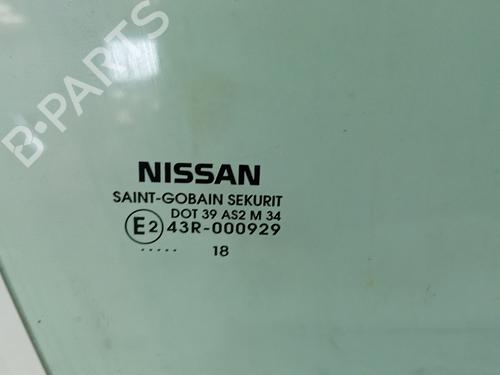 B-PARTS
NISSAN
SAINT-GOBAIN SEKURIT
DOT 39 AS2 M 34
E2 43R-000929
..... 18